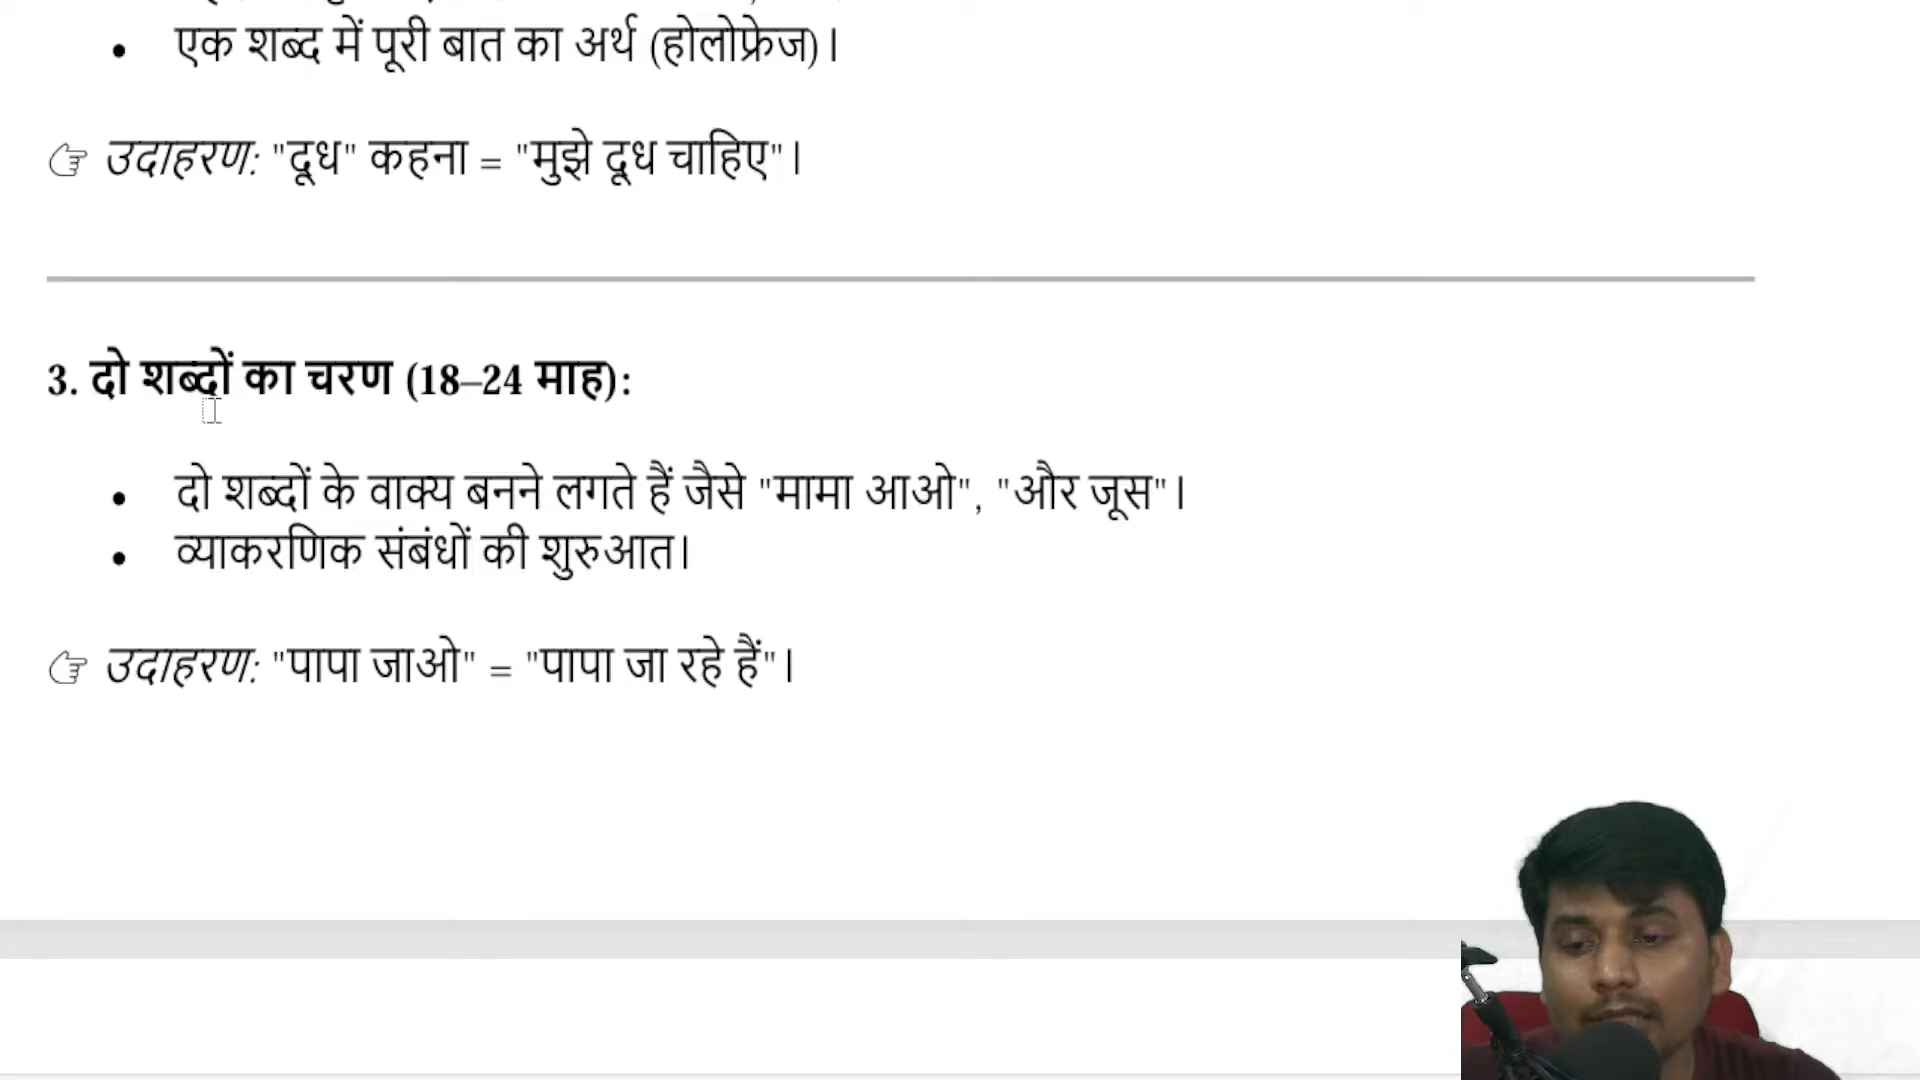 • एक शब्द में पूरी बात का अर्थ (होलोफ्रेज)।
👉 उदाहरण: "दूध" कहना = "मुझे दूध चाहिए"।
3. दो शब्दों का चरण (18–24 माह):
• दो शब्दों के वाक्य बनने लगते हैं जैसे "मामा आओ", "और जूस"।
• व्याकरणिक संबंधों की शुरुआत।
👉 उदाहरण: "पापा जाओ" = "पापा जा रहे हैं"।